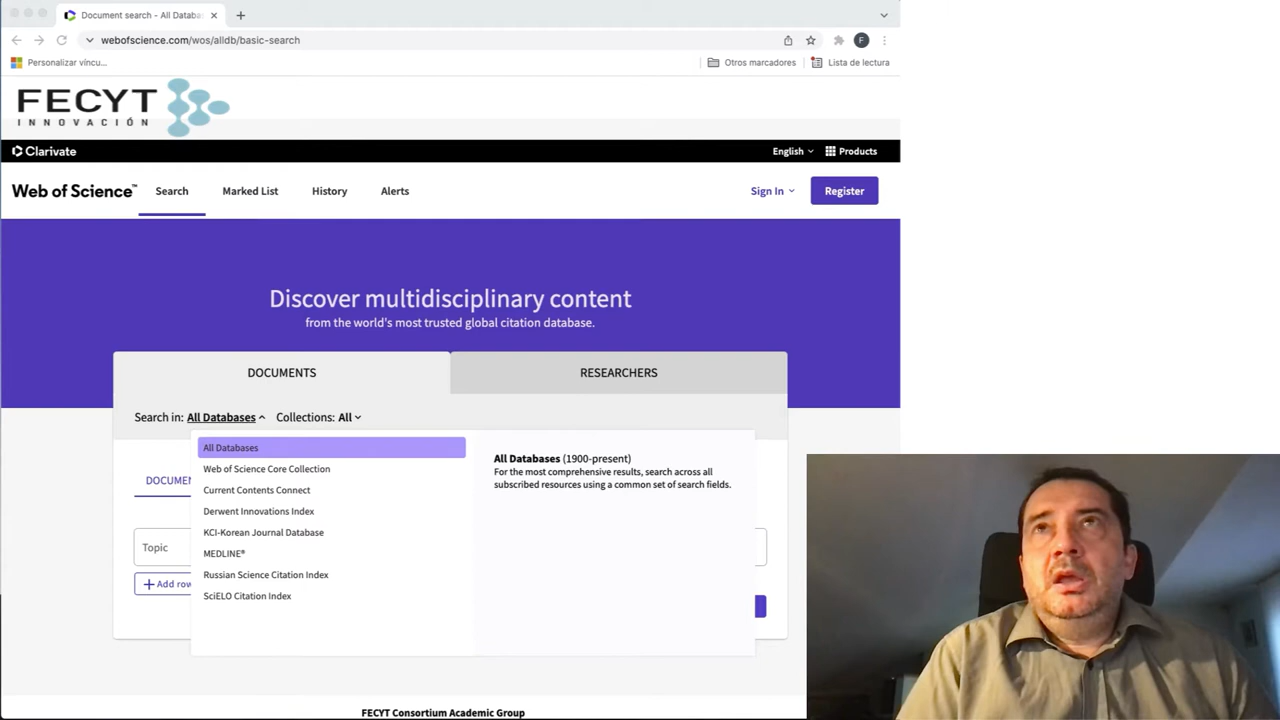 Document search - All Databa
webofscience.com/wos/alldb/basic-search
F
Personalizar víncu...
Otros marcadores
Lista de lectura
FECYT
INNOVACIÓN
Clarivate
English
Products
Web of Science™
Search
Marked List
History
Alerts
Sign In
Register
Discover multidisciplinary content
from the world's most trusted global citation database.
DOCUMENTS
RESEARCHERS
Search in: All Databases
Collections: All
All Databases
Web of Science Core Collection
Current Contents Connect
Derwent Innovations Index
KCI-Korean Journal Database
MEDLINE®
Russian Science Citation Index
SciELO Citation Index
All Databases (1900-present)
For the most comprehensive results, search across all
subscribed resources using a common set of search fields.
DOCUMEN
Topic
+ Add row
FECYT Consortium Academic Group